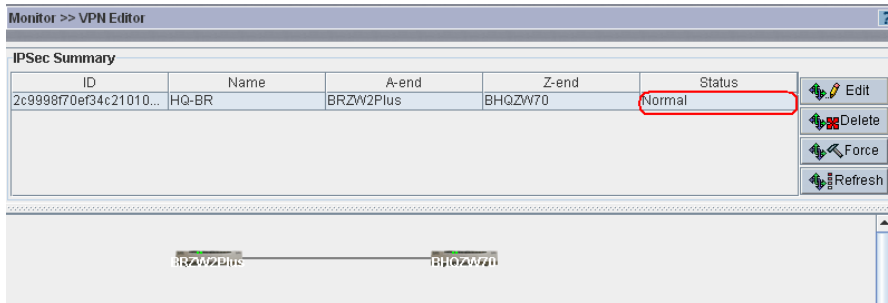 Monitor >> VPN Editor
?
IPSec Summary
ID Name A-end Z-end Status
2c9998f70ef34c21010... HQ-BR BRZW2Plus BHQZW70 Normal
Edit
Delete
Force
Refresh
BRZW2Plus BHQZW70